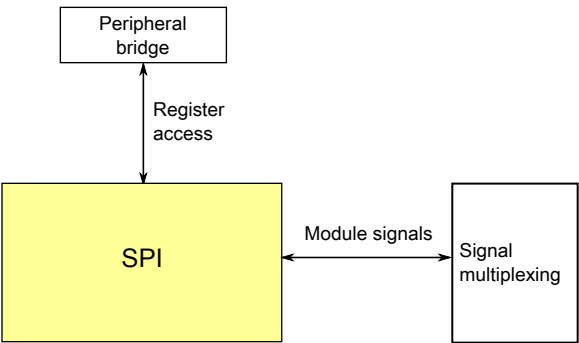 Peripheral
bridge
Register
access
SPI
Module signals
Signal
multiplexing